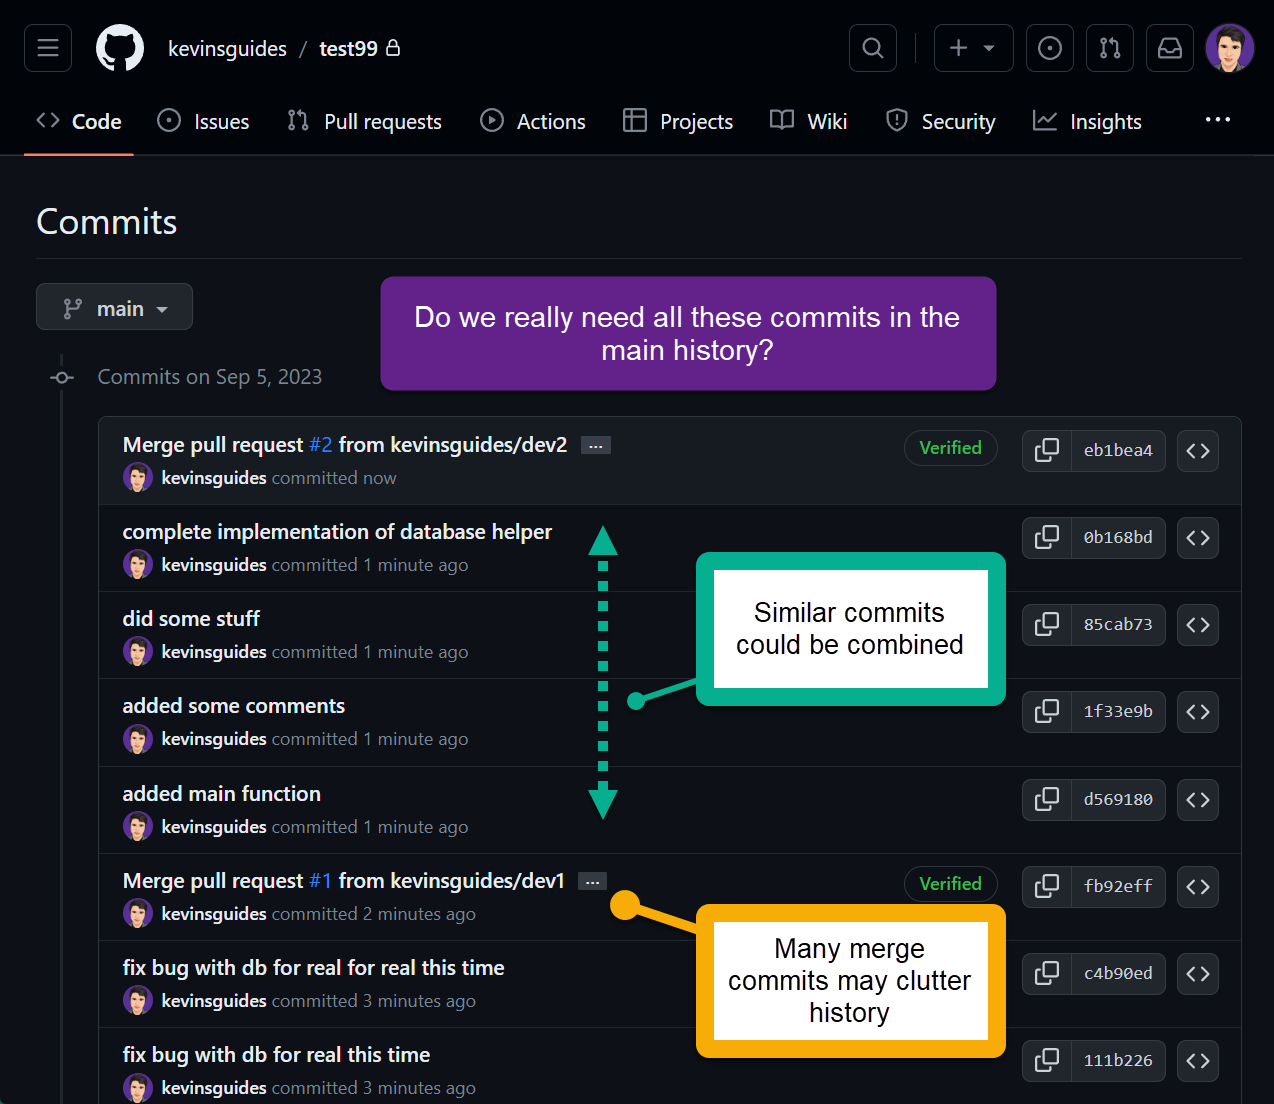 kevinsguides / test99
Code Issues Pull requests Actions Projects Wiki Security Insights ...
Commits
main
Do we really need all these commits in the
main history?
Commits on Sep 5, 2023
Merge pull request #2 from kevinsguides/dev2 ...
Verified
eb1bea4
kevinsguides committed now
complete implementation of database helper
0b168bd
kevinsguides committed 1 minute ago
did some stuff
85cab73
kevinsguides committed 1 minute ago
Similar commits
could be combined
added some comments
1f33e9b
kevinsguides committed 1 minute ago
added main function
d569180
kevinsguides committed 1 minute ago
Merge pull request #1 from kevinsguides/dev1 ...
Verified
fb92eff
kevinsguides committed 2 minutes ago
Many merge
commits may clutter
history
fix bug with db for real for real this time
c4b90ed
kevinsguides committed 3 minutes ago
fix bug with db for real this time
111b226
kevinsguides committed 3 minutes ago